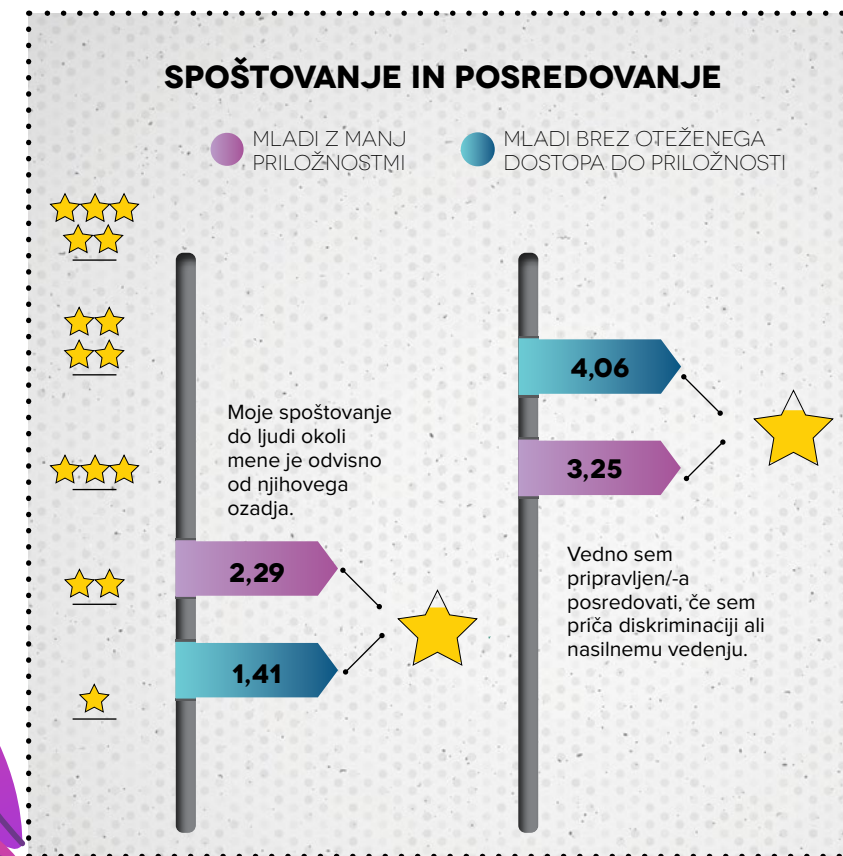 SPOŠTOVANJE IN POSREDOVANJE
MLADI Z MANJ
PRILOŽNOSTMI
MLADI BREZ OTEŽENEGA
DOSTOPA DO PRILOŽNOSTI
Moje spoštovanje
do ljudi okoli
mene je odvisno
od njihovega
ozadja.
2,29
1,41
4,06
3,25
Vedno sem
pripravljen/-a
posredovati, če sem
priča diskriminaciji ali
nasilnemu vedenju.